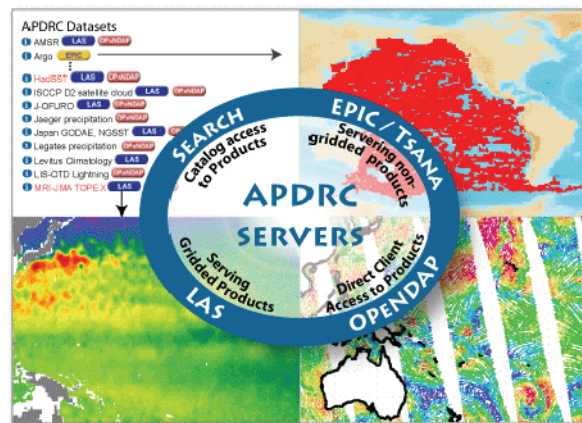 APDRC Datasets
AMSR LAS OPeNDAP
Argo EPIC
HadSST LAS OPeNDAP
ISCCP D2 satellite cloud LAS OPeNDAP
J-OFURO LAS OPeNDAP
Jaeger precipitation OPeNDAP
Japan GODAE, NGSST LAS
Legates precipitation OPeNDAP
Levitus Climatology LAS
LIS-OTD Lightning OPeNDAP
MRI-JMA TOPEX LAS
SEARCH
Catalog access
to Products
EPIC / TSANA
Servering non-
gridded products
APDRC
SERVERS
Serving
Gridded Products
LAS
Direct Client
Access to Products
OPENDAP